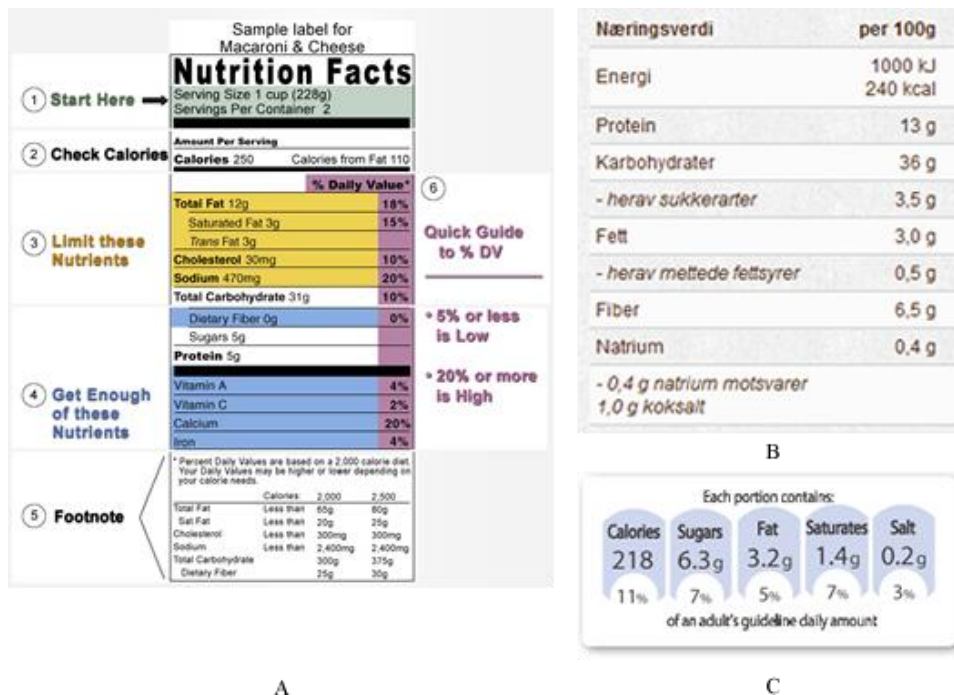 Sample label for
Macaroni & Cheese
Nutrition Facts
Serving Size 1 cup (228g)
Servings Per Container 2
1 Start Here
Amount Per Serving
Calories 250 Calories from Fat 110
2 Check Calories
% Daily Value*
Total Fat 12g 18%
Saturated Fat 3g 15%
Trans Fat 3g
Cholesterol 30mg 10%
Sodium 470mg 20%
Total Carbohydrate 31g 10%
3 Limit these
Nutrients
Dietary Fiber 0g 0%
Sugars 5g
Protein 5g
Vitamin A 4%
Vitamin C 2%
Calcium 20%
Iron 4%
4 Get Enough
of these
Nutrients
6
Quick Guide
to % DV
• 5% or less
is Low
• 20% or more
is High
5 Footnote
* Percent Daily Values are based on a 2,000 calorie diet.
Your Daily Values may be higher or lower depending on
your calorie needs.
Calories: 2,000 2,500
Total Fat Less than 65g 80g
Sat Fat Less than 20g 25g
Cholesterol Less than 300mg 300mg
Sodium Less than 2,400mg 2,400mg
Total Carbohydrate 300g 375g
Dietary Fiber 25g 30g
A
Næringsverdi per 100g
Energi 1000 kJ
240 kcal
Protein 13 g
Karbohydrater 36 g
- herav sukkerarter 3,5 g
Fett 3,0 g
- herav mettede fettsyrer 0,5 g
Fiber 6,5 g
Natrium 0,4 g
- 0,4 g natrium motsvarer
1,0 g koksalt
B
Each portion contains:
Calories Sugars Fat Saturates Salt
218 6.3g 3.2g 1.4g 0.2g
11% 7% 5% 7% 3%
of an adult's guideline daily amount
C